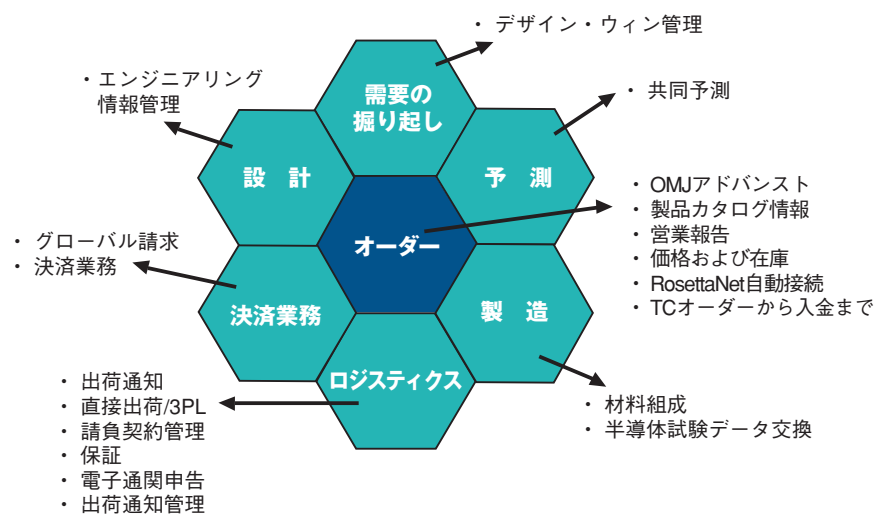 ・ デザイン・ウィン管理
・エンジニアリング
情報管理
需要の
掘り起し
・ 共同予測
設 計
予 測
・ OMJアドバンスト
・ 製品カタログ情報
・ 営業報告
・ 価格および在庫
・ RosettaNet自動接続
・ TCオーダーから入金まで
オーダー
・ グローバル請求
・ 決済業務
決済業務
製 造
ロジスティクス
・ 出荷通知
・ 直接出荷/3PL
・ 請負契約管理
・ 保証
・ 電子通関申告
・ 出荷通知管理
・ 材料組成
・ 半導体試験データ交換